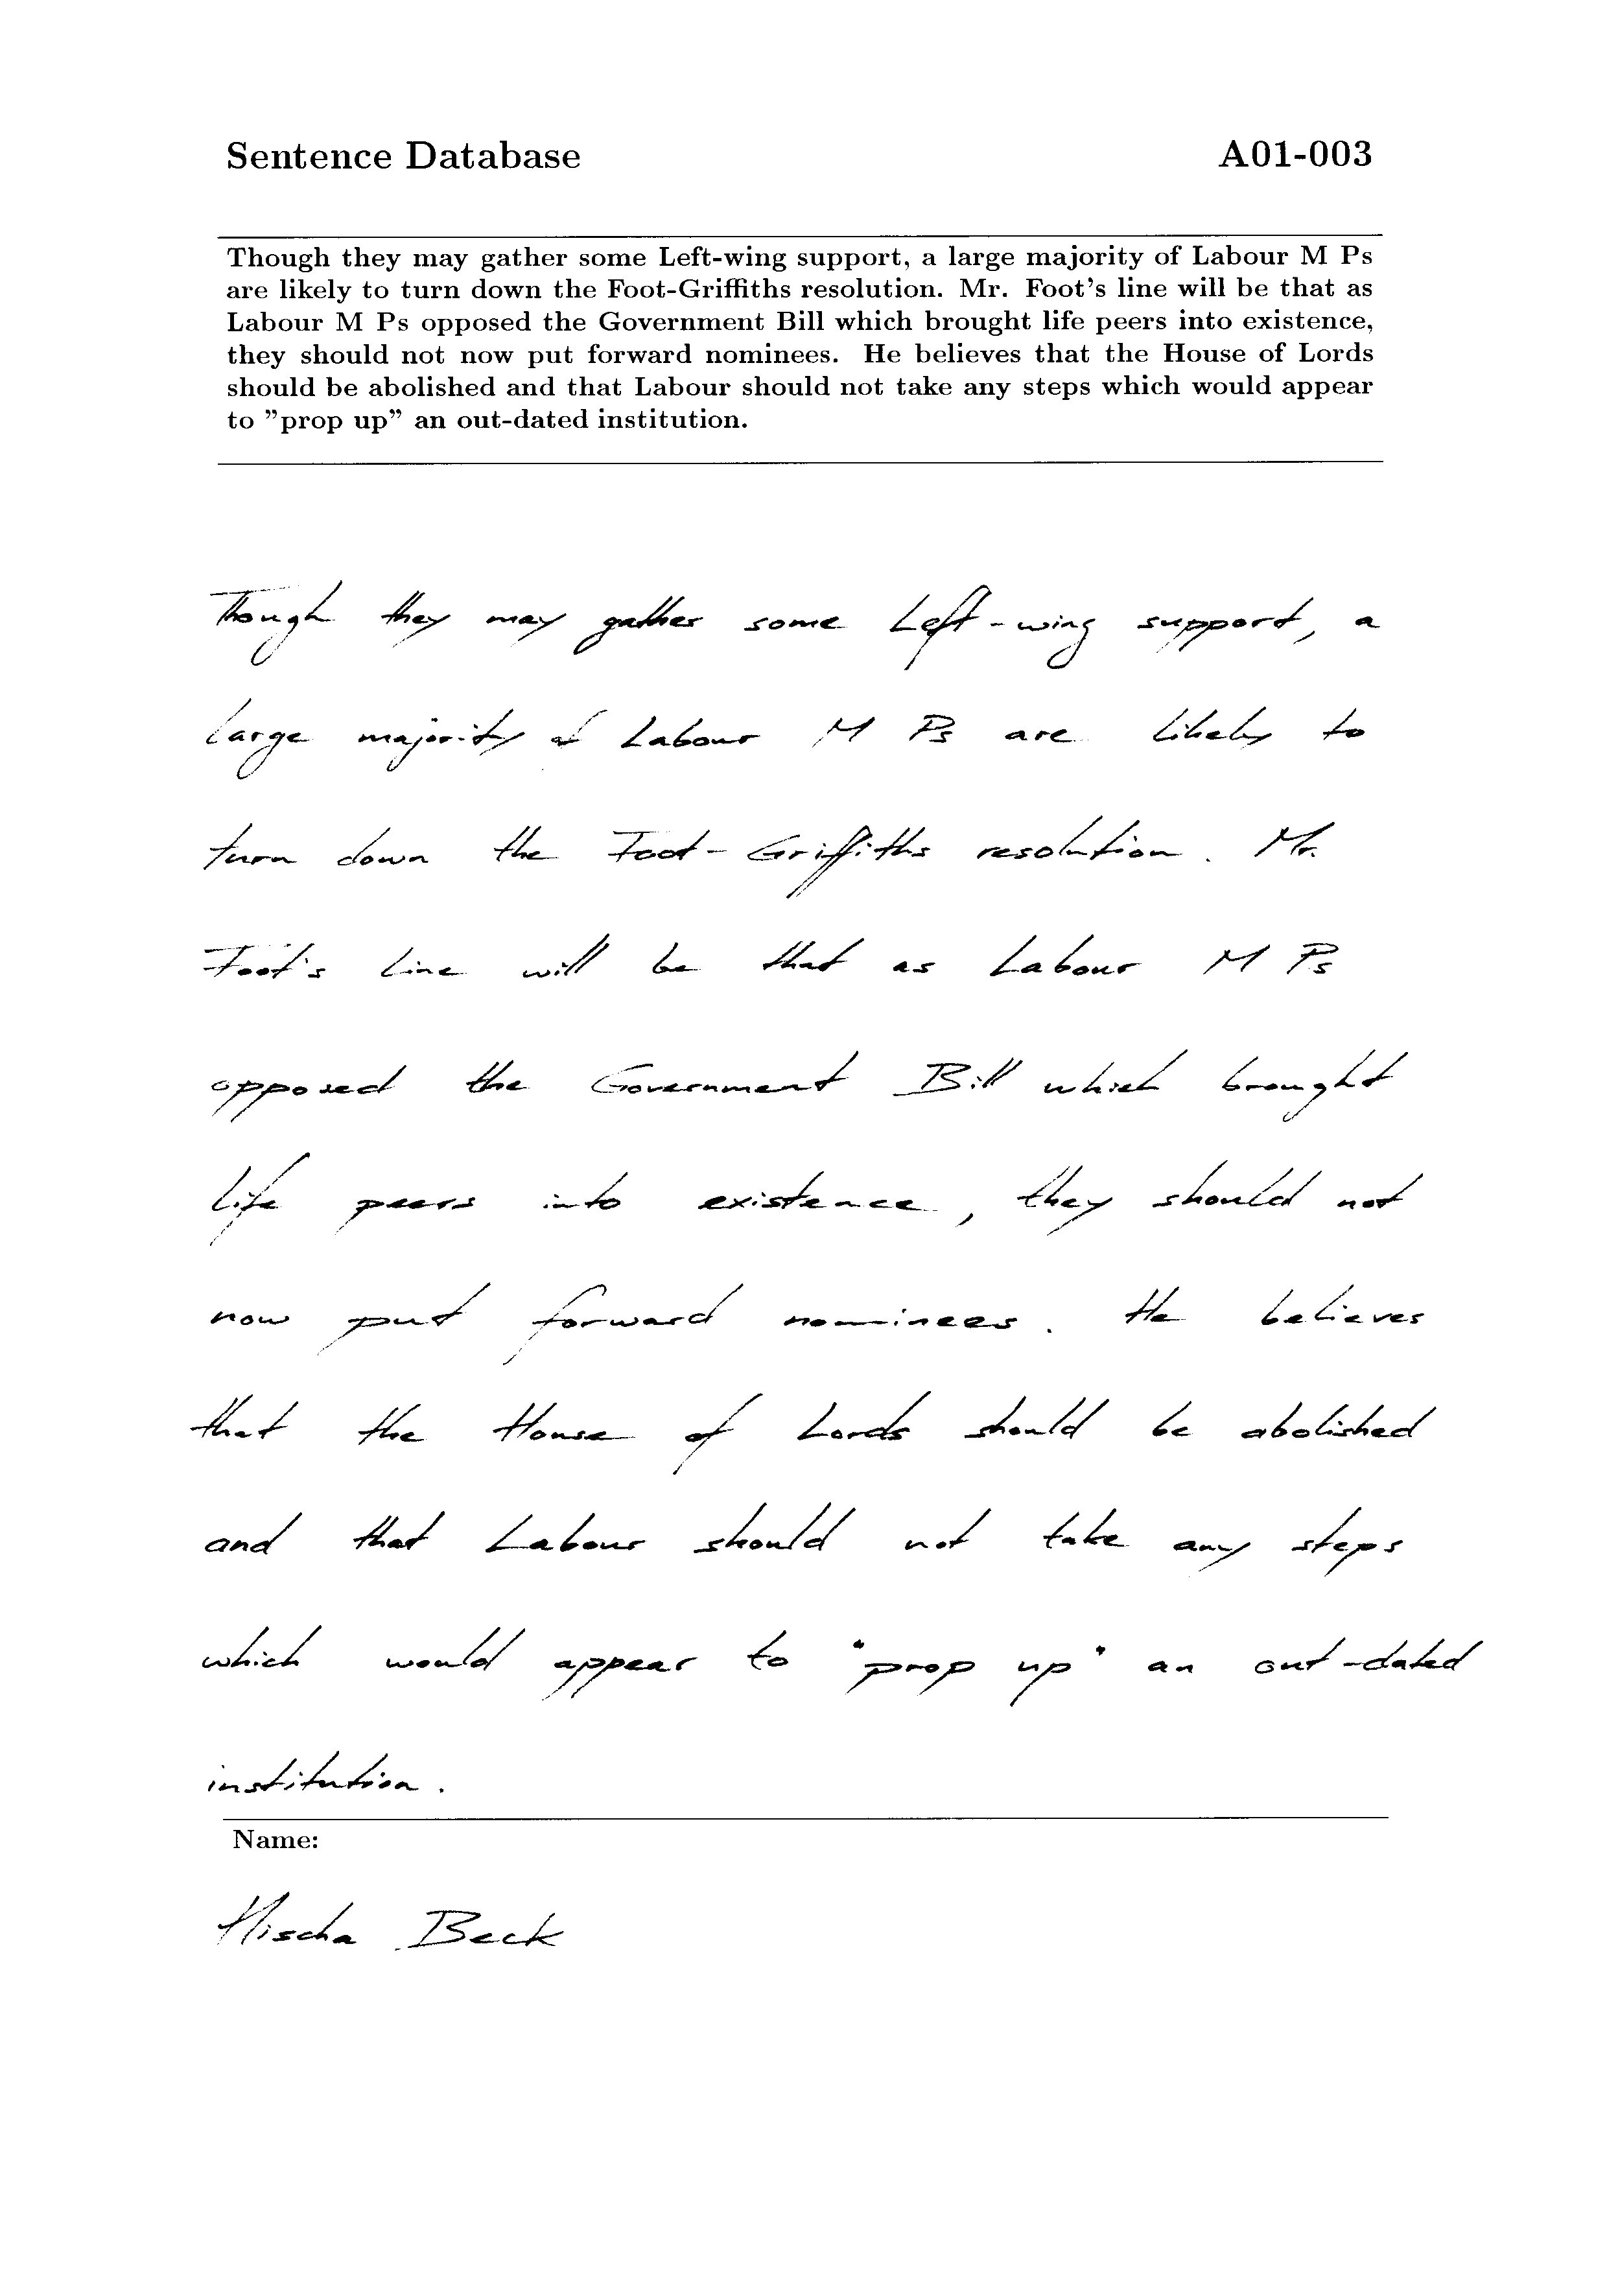 Sentence Database A01-003
Though they may gather some Left-wing support, a large majority of Labour M Ps
are likely to turn down the Foot-Griffiths resolution. Mr. Foot's line will be that as
Labour M Ps opposed the Government Bill which brought life peers into existence,
they should not now put forward nominees. He believes that the House of Lords
should be abolished and that Labour should not take any steps which would appear
to "prop up" an out-dated institution.
Though they may gather some Left-wing support, a
large majority of Labour M Ps are likely to
turn down the Foot-Griffiths resolution. Mr.
Foot's line will be that as Labour M Ps
opposed the Government Bill which brought
life peers into existence, they should not
now put forward nominees. He believes
that the House of Lords should be abolished
and that Labour should not take any steps
which would appear to "prop up" an out-dated
institution.
Name:
Mischa Beck